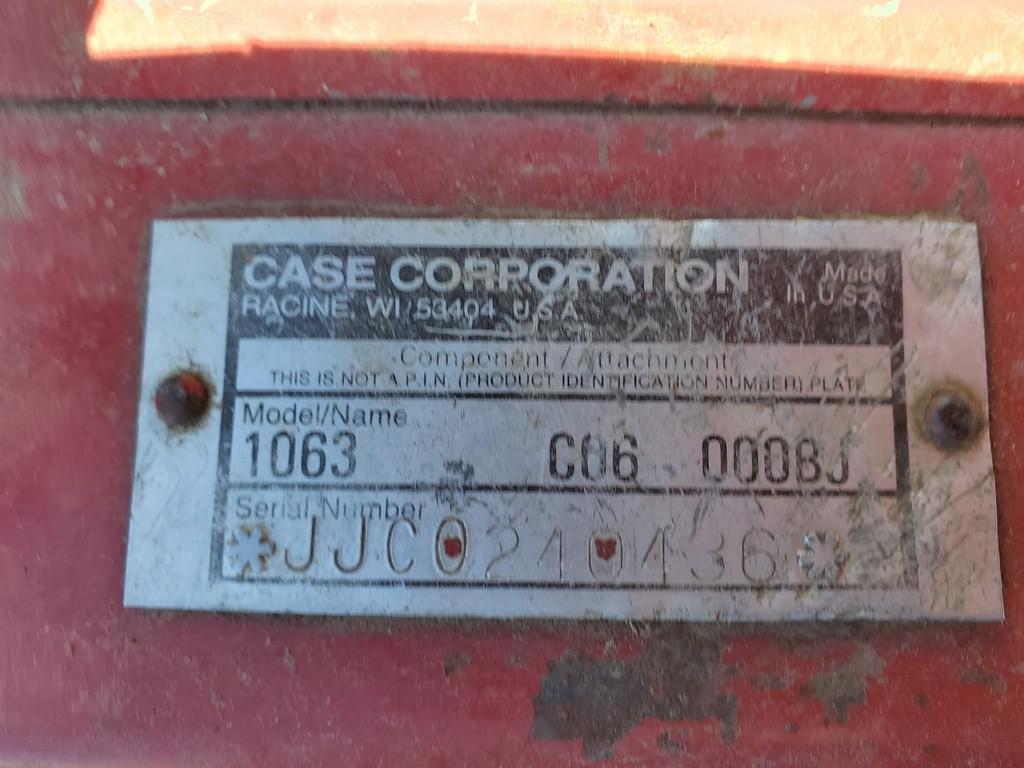 CASE CORPORATION
RACINE, WI 53404 U.S.A.
Made
in U.S.A.
Component / Attachment
THIS IS NOT A P.I.N. (PRODUCT IDENTIFICATION NUMBER) PLATE
Model/Name
1063 C06 0008J
Serial Number
*JJC0240436*